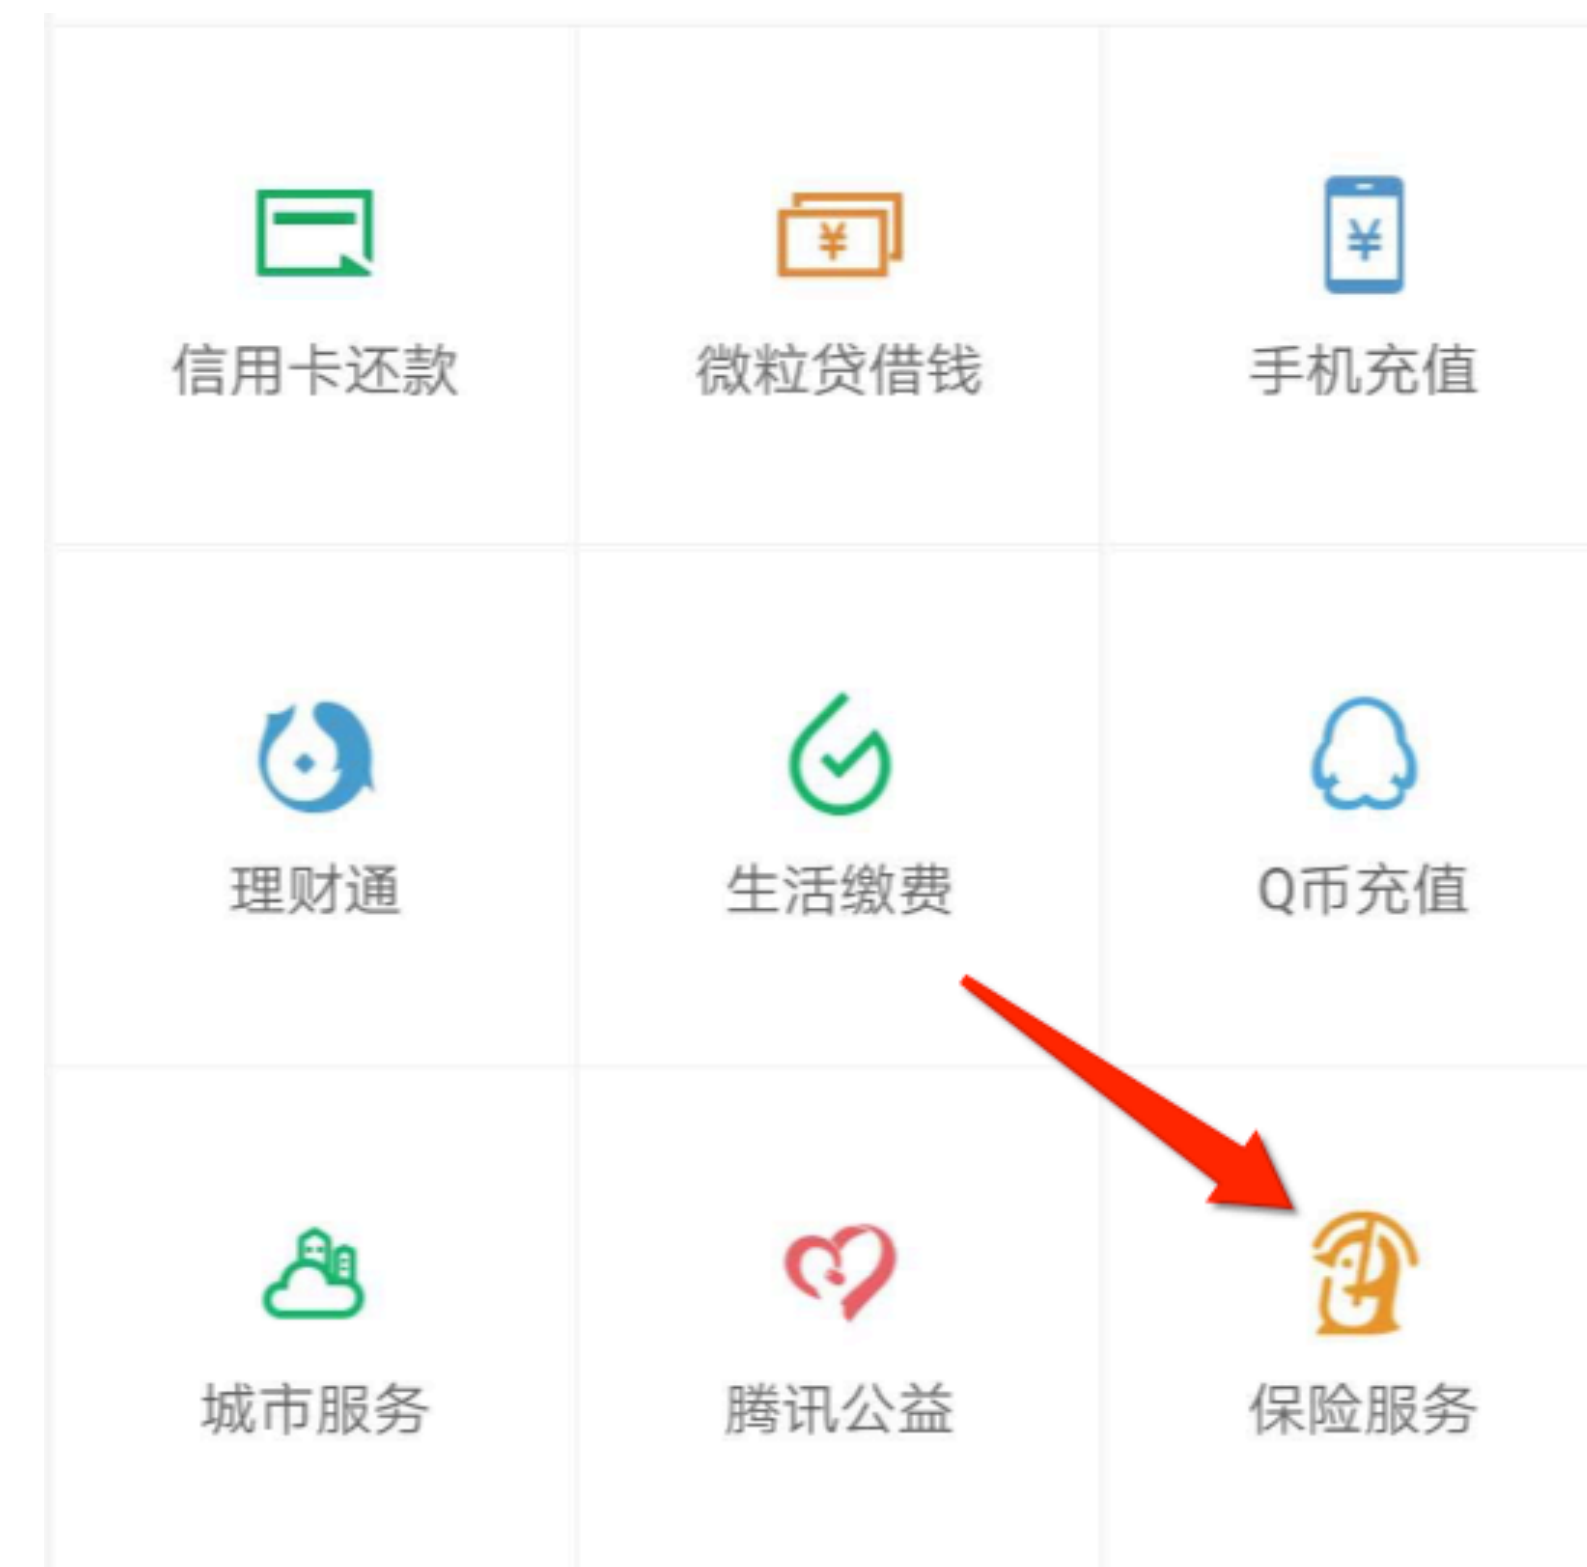 信用卡还款
微粒贷借钱
手机充值
理财通
生活缴费
Q币充值
城市服务
腾讯公益
保险服务